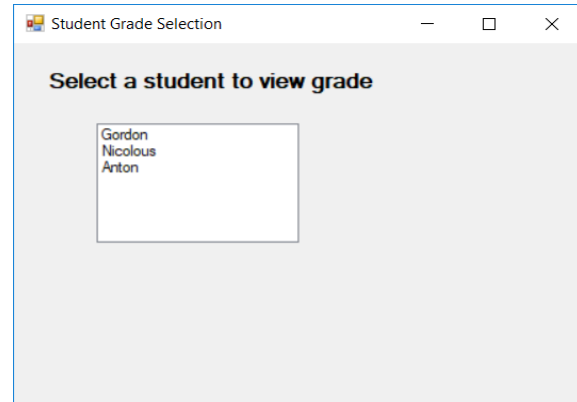 Student Grade Selection
Select a student to view grade
Gordon
Nicolous
Anton